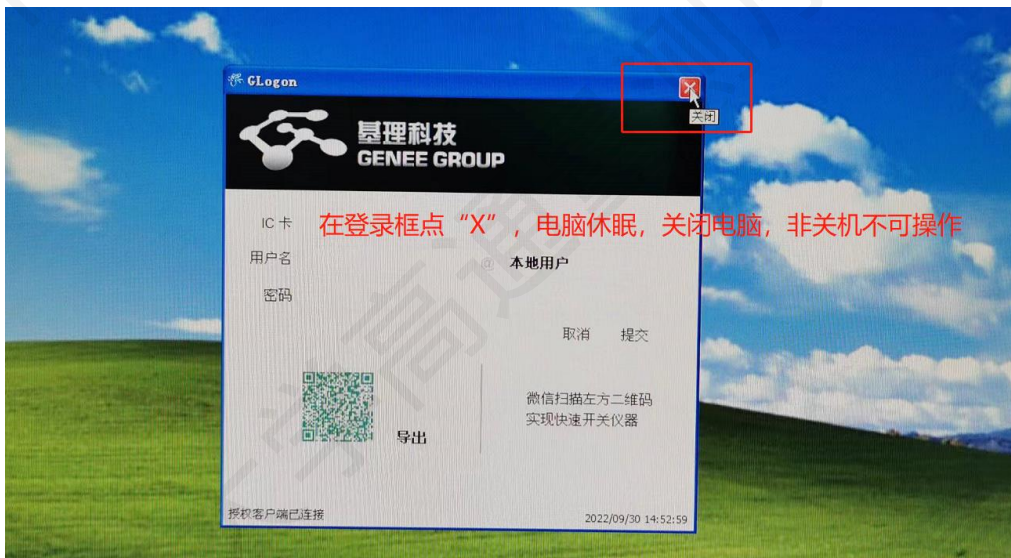 GLogon
关闭
基理科技
GENEE GROUP
IC 卡
在登录框点“X”，电脑休眠，关闭电脑，非关机不可操作
用户名
@ 本地用户
密码
取消 提交
微信扫描左方二维码
实现快速开关仪器
导出
授权客户端已连接
2022/09/30 14:52:59